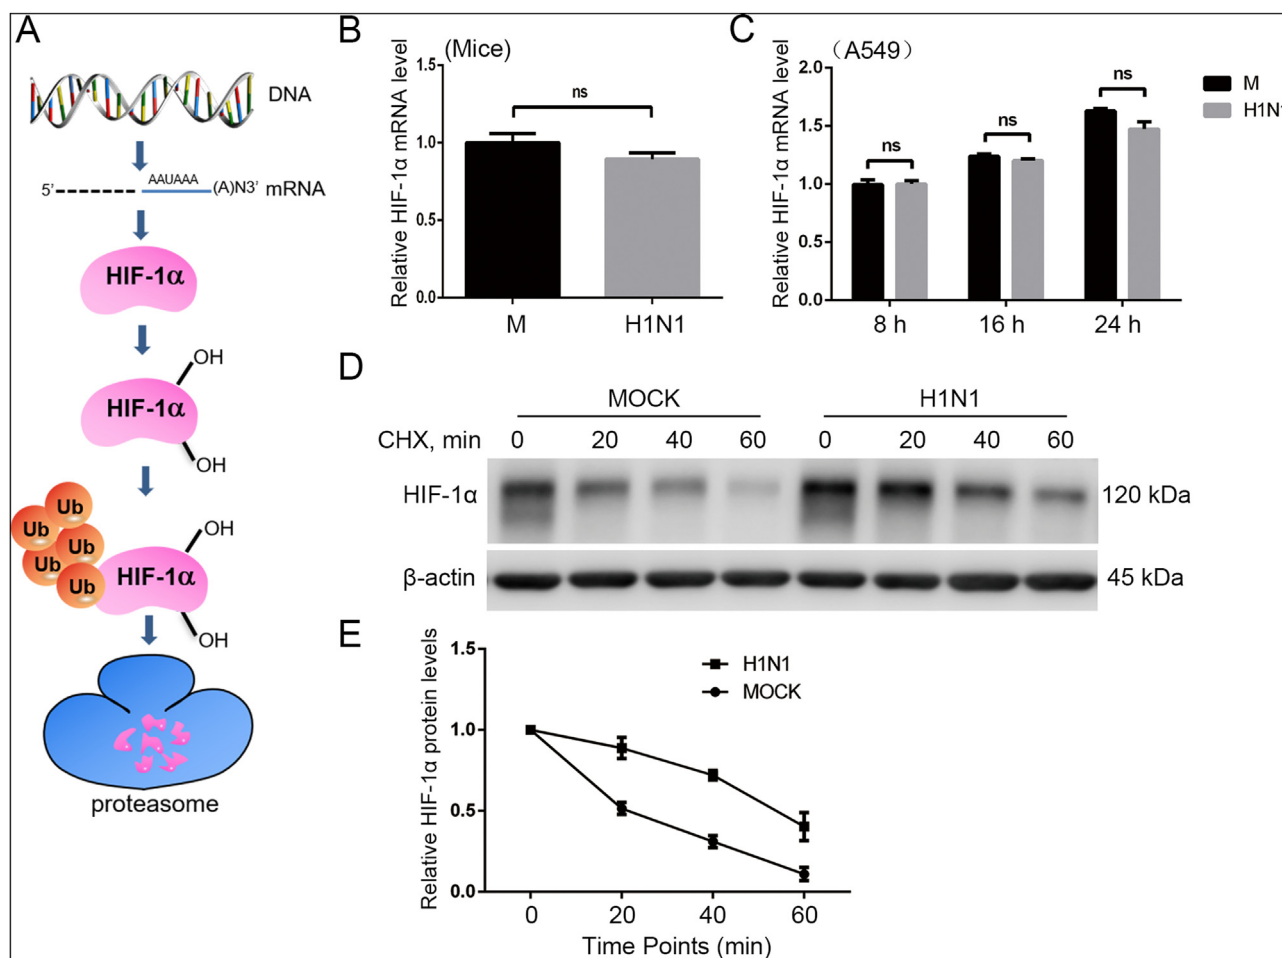 A
DNA
5’
AAUAAA
(A)N3’
mRNA
HIF-1α
OH
HIF-1α
OH
Ub
Ub
Ub
Ub
Ub
OH
HIF-1α
OH
proteasome
B
(Mice)
Relative HIF-1α mRNA level
1.5
1.0
0.5
0.0
ns
M
H1N1
C
（A549）
Relative HIF-1α mRNA level
2.0
1.5
1.0
0.5
0.0
ns
ns
ns
8 h
16 h
24 h
M
H1N1
D
MOCK
H1N1
CHX, min
0
20
40
60
0
20
40
60
HIF-1α
120 kDa
β-actin
45 kDa
E
Relative HIF-1α protein levels
1.5
1.0
0.5
0.0
H1N1
MOCK
0
20
40
60
Time Points (min)